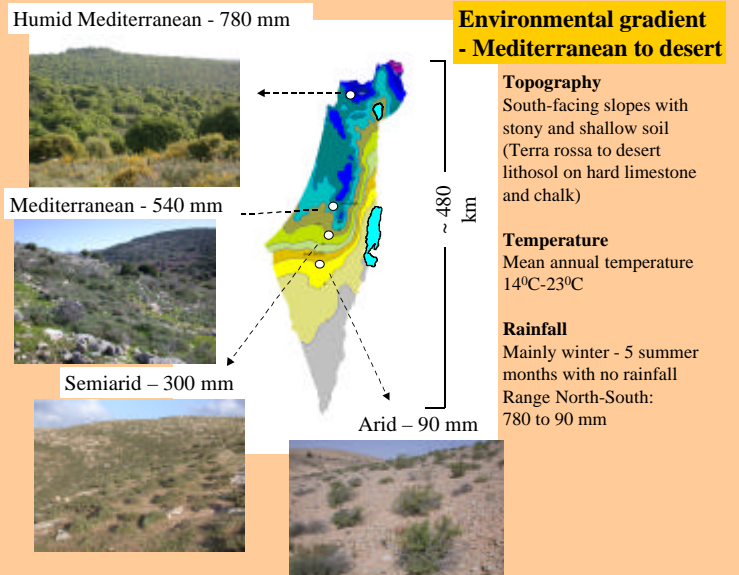 Humid Mediterranean - 780 mm
Environmental gradient
- Mediterranean to desert
Topography
South-facing slopes with
stony and shallow soil
(Terra rossa to desert
lithosol on hard limestone
and chalk)
Mediterranean - 540 mm
~ 480
km
Temperature
Mean annual temperature
14⁰C-23⁰C
Rainfall
Mainly winter - 5 summer
months with no rainfall
Range North-South:
780 to 90 mm
Semiarid – 300 mm
Arid – 90 mm